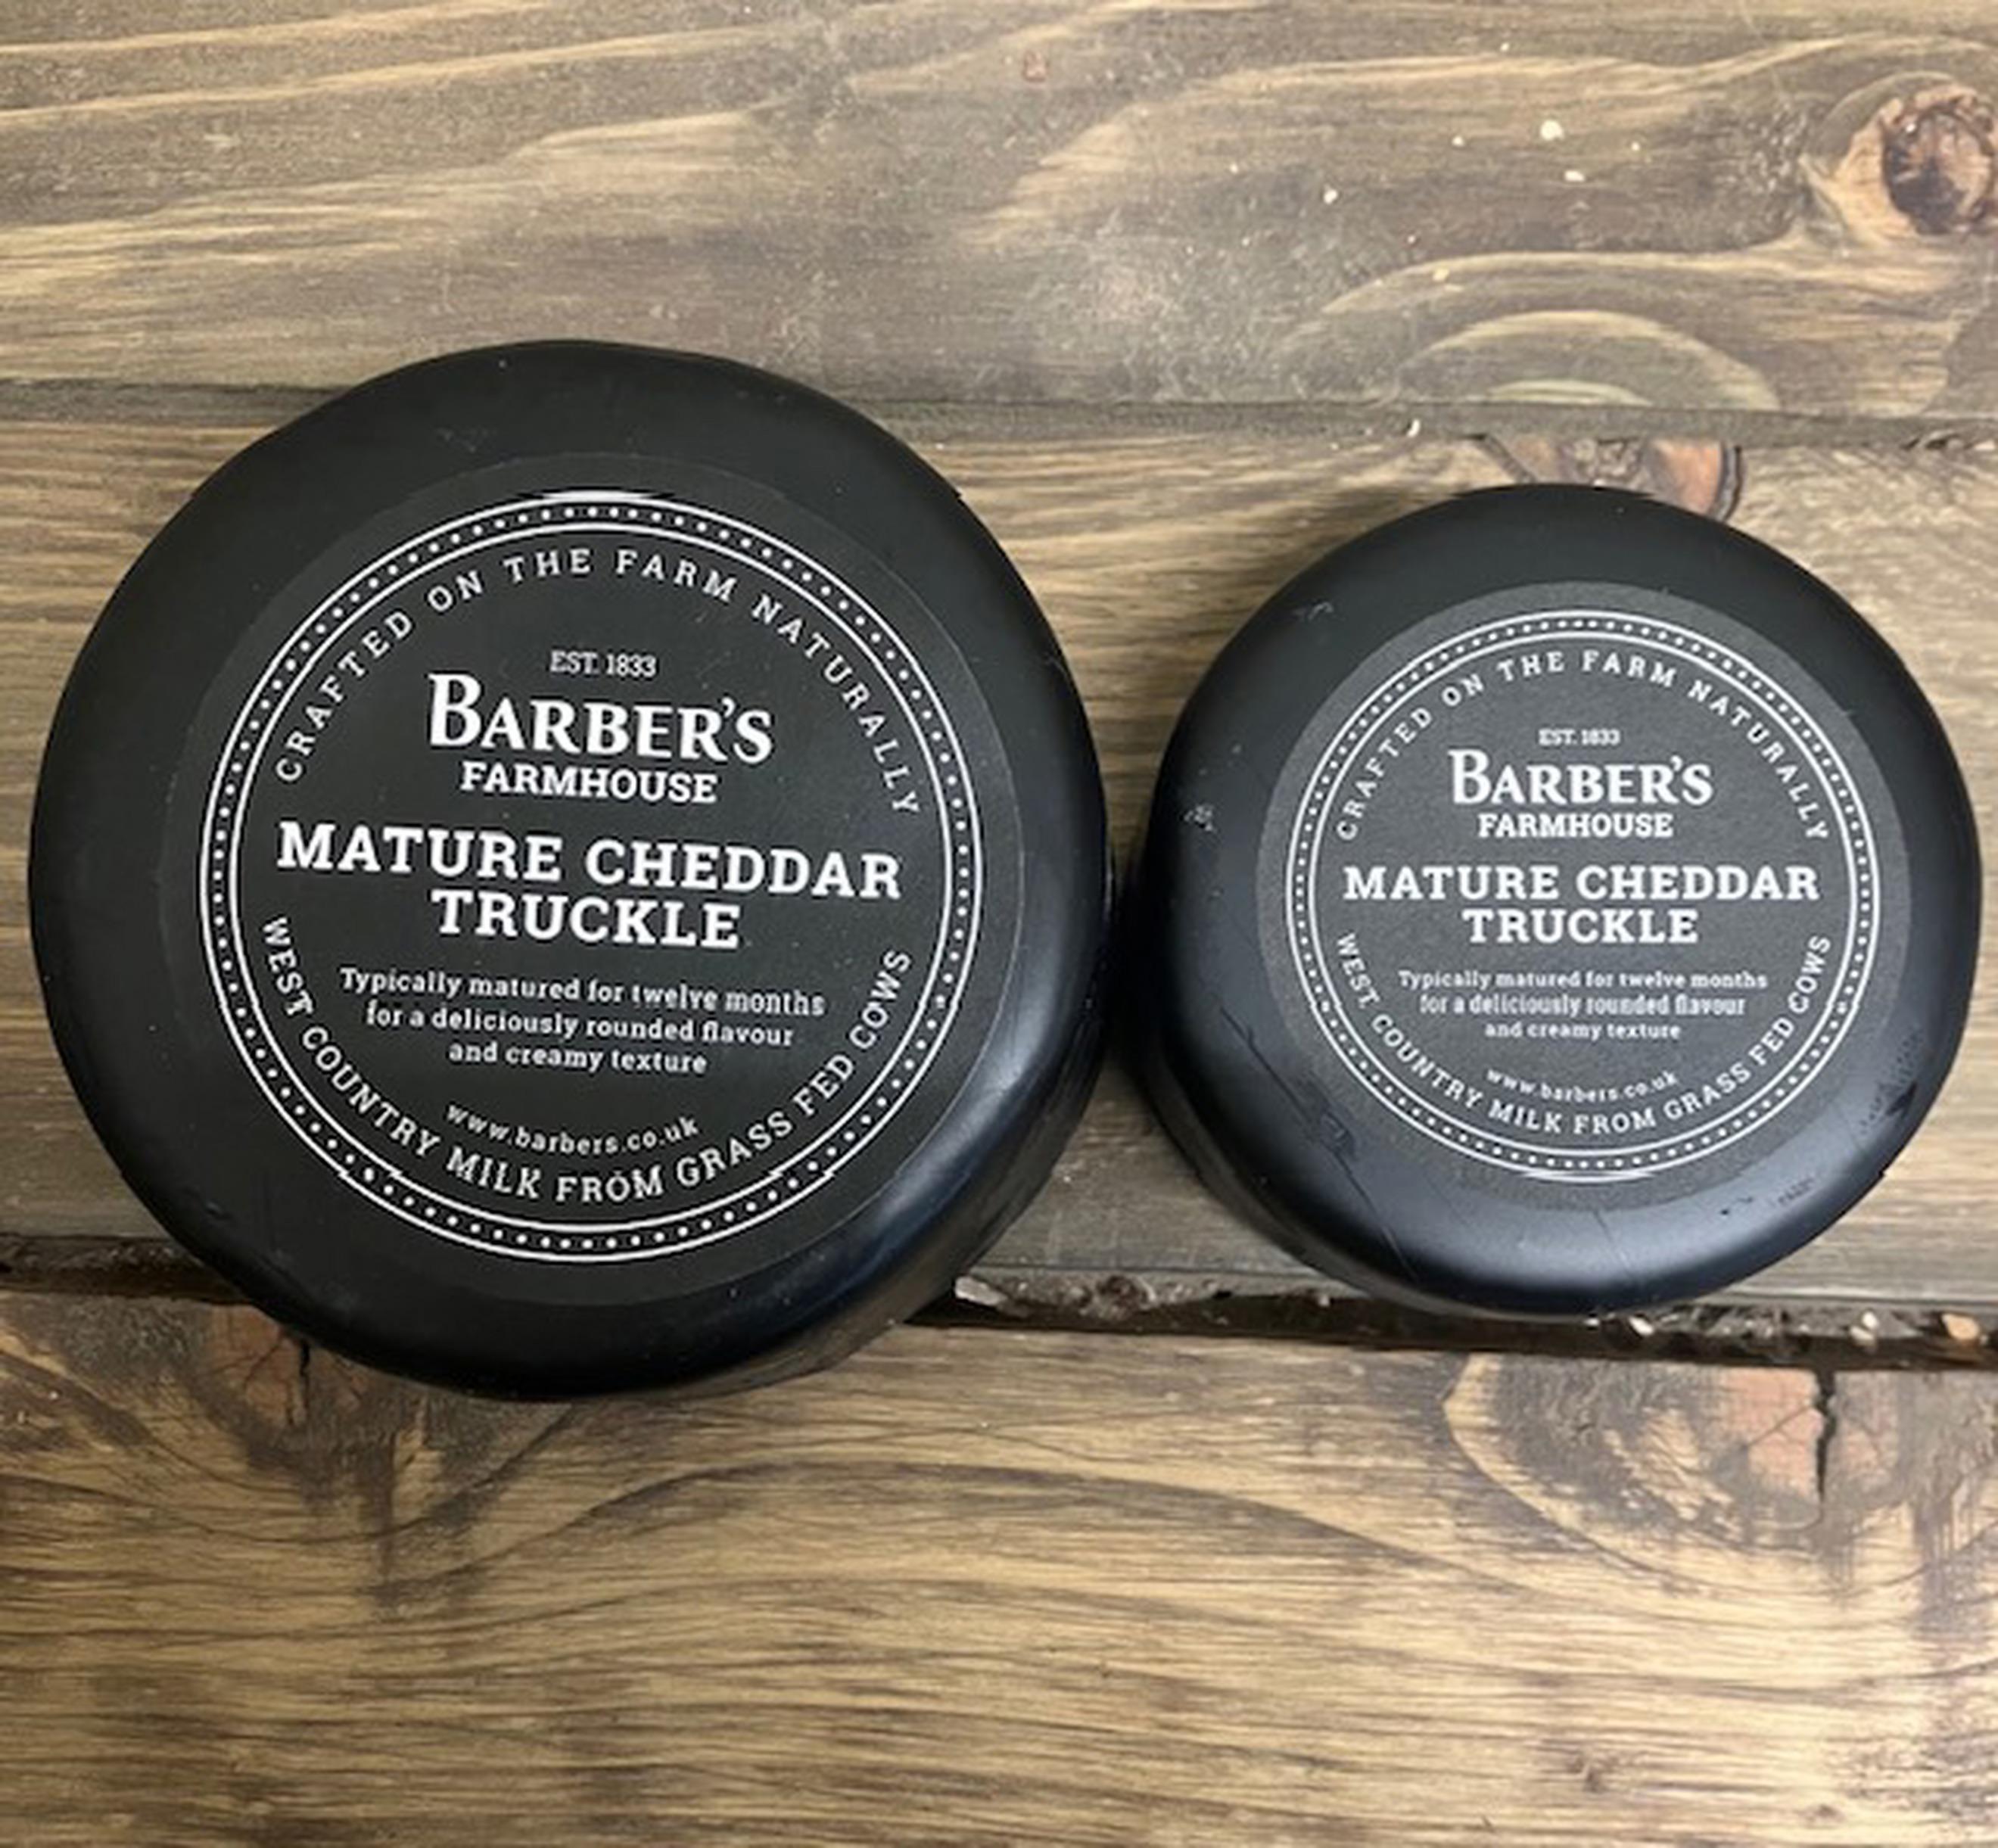 CRAFTED ON THE FARM NATURALLY
EST. 1833
BARBER'S
FARMHOUSE
MATURE CHEDDAR
TRUCKLE
Typically matured for twelve months
for a deliciously rounded flavour
and creamy texture
www.barbers.co.uk
WEST COUNTRY MILK FROM GRASS FED COWS
CRAFTED ON THE FARM NATURALLY
EST. 1833
BARBER'S
FARMHOUSE
MATURE CHEDDAR
TRUCKLE
Typically matured for twelve months
for a deliciously rounded flavour
and creamy texture
www.barbers.co.uk
WEST COUNTRY MILK FROM GRASS FED COWS